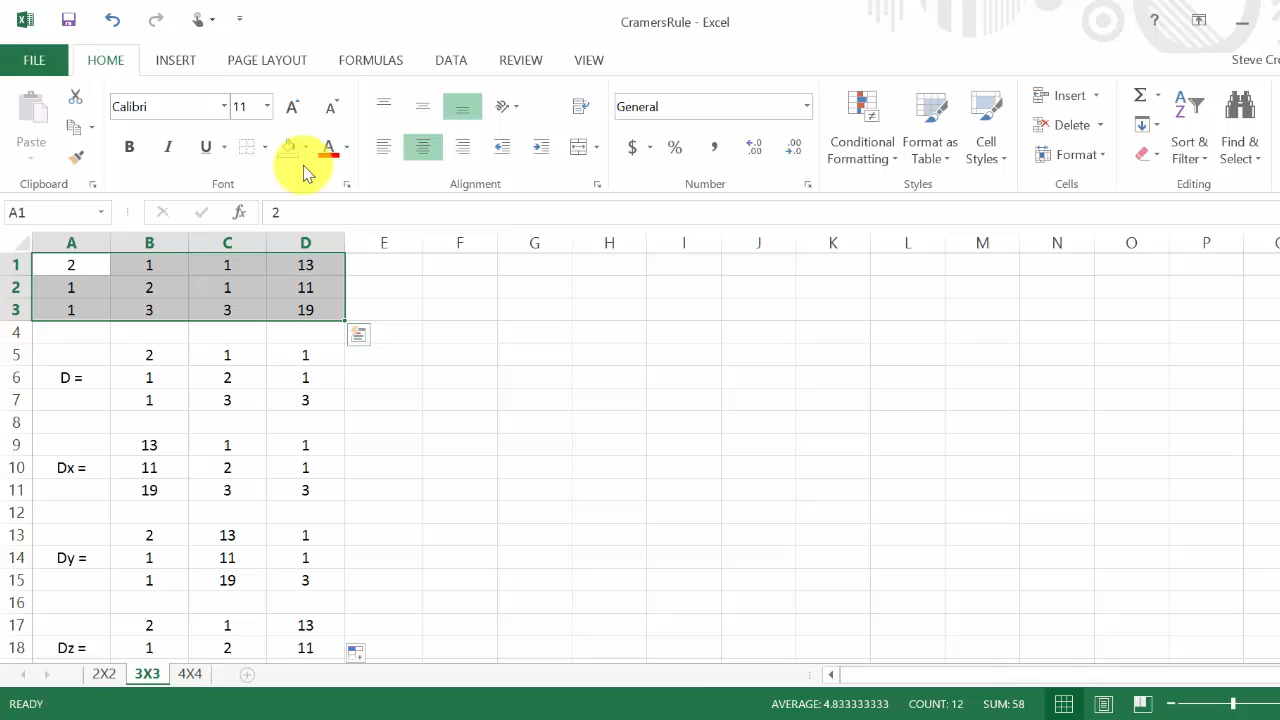 CramersRule - Excel
?
FILE HOME INSERT PAGE LAYOUT FORMULAS DATA REVIEW VIEW
Steve Cr
Paste
Clipboard
Calibri 11 A A
B I U A
Font
Alignment
General
$ % , .00 .0
Number
Conditional Formatting
Format as Table
Cell Styles
Styles
Insert
Delete
Format
Cells
Σ
Sort & Filter
Find & Select
Editing
A1 fx 2
A B C D E F G H I J K L M N O P
1 2 1 1 13
2 1 2 1 11
3 1 3 3 19
4
5 2 1 1
6 D = 1 2 1
7 1 3 3
8
9 13 1 1
10 Dx = 11 2 1
11 19 3 3
12
13 2 13 1
14 Dy = 1 11 1
15 1 19 3
16
17 2 1 13
18 Dz = 1 2 11
2X2 3X3 4X4
READY AVERAGE: 4.833333333 COUNT: 12 SUM: 58